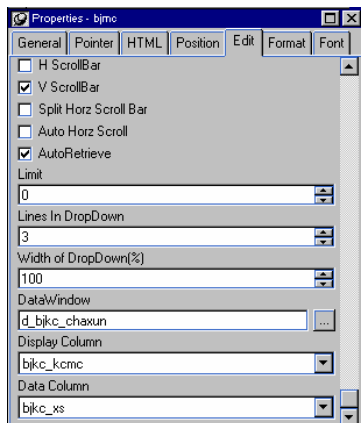 Properties - bjmc
General Pointer HTML Position Edit Format Font
H ScrollBar
V ScrollBar
Split Horz Scroll Bar
Auto Horz Scroll
AutoRetrieve
Limit
0
Lines In DropDown
3
Width of DropDown(%)
100
DataWindow
d_bjkc_chaxun ...
Display Column
bjkc_kcmc
Data Column
bjkc_xs